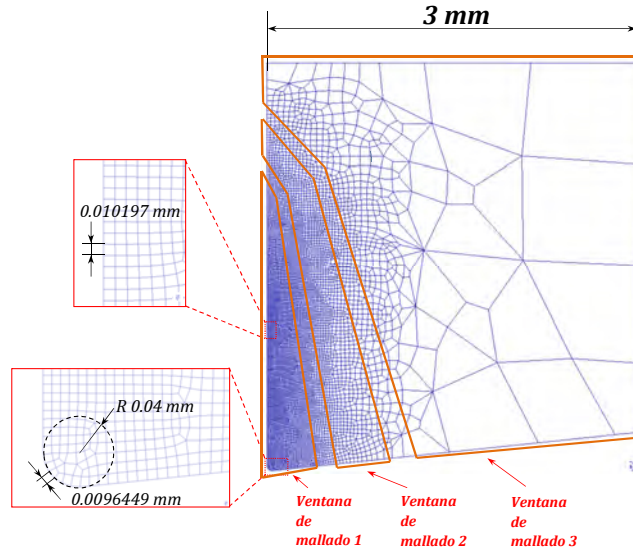 3 mm
0.010197 mm
R 0.04 mm
0.0096449 mm
Ventana
de
mallado 1
Ventana
de
mallado 2
Ventana
de
mallado 3